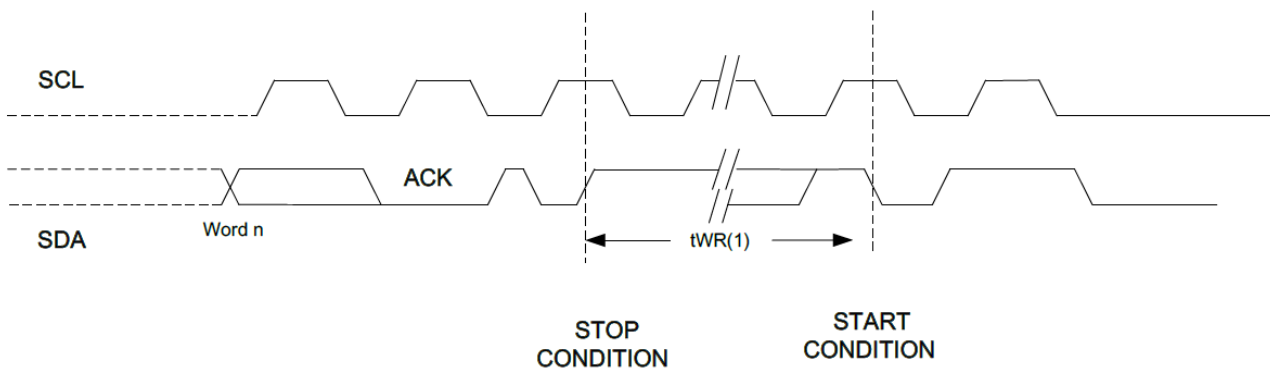 SCL
ACK
Word n
SDA
tWR(1)
STOP
CONDITION
START
CONDITION